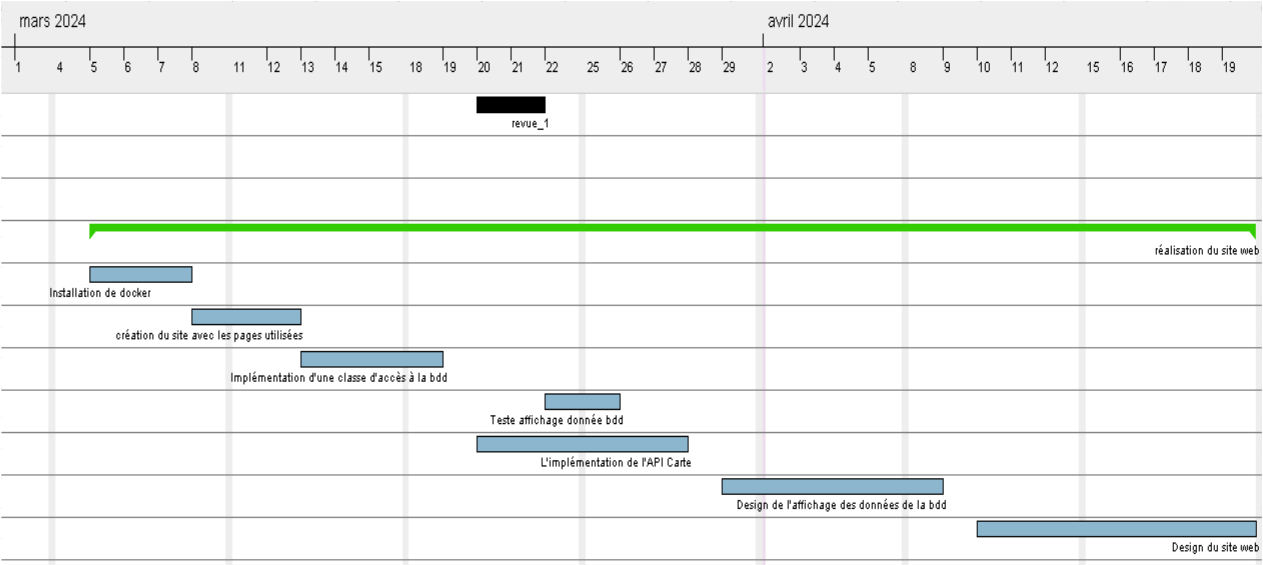 mars 2024 avril 2024
1 4 5 6 7 8 11 12 13 14 15 18 19 20 21 22 25 26 27 28 29 2 3 4 5 8 9 10 11 12 15 16 17 18 19
revue_1
réalisation du site web
Installation de docker
création du site avec les pages utilisées
Implémentation d'une classe d'accès à la bdd
Teste affichage donnée bdd
L'implémentation de l'API Carte
Design de l'affichage des données de la bdd
Design du site web